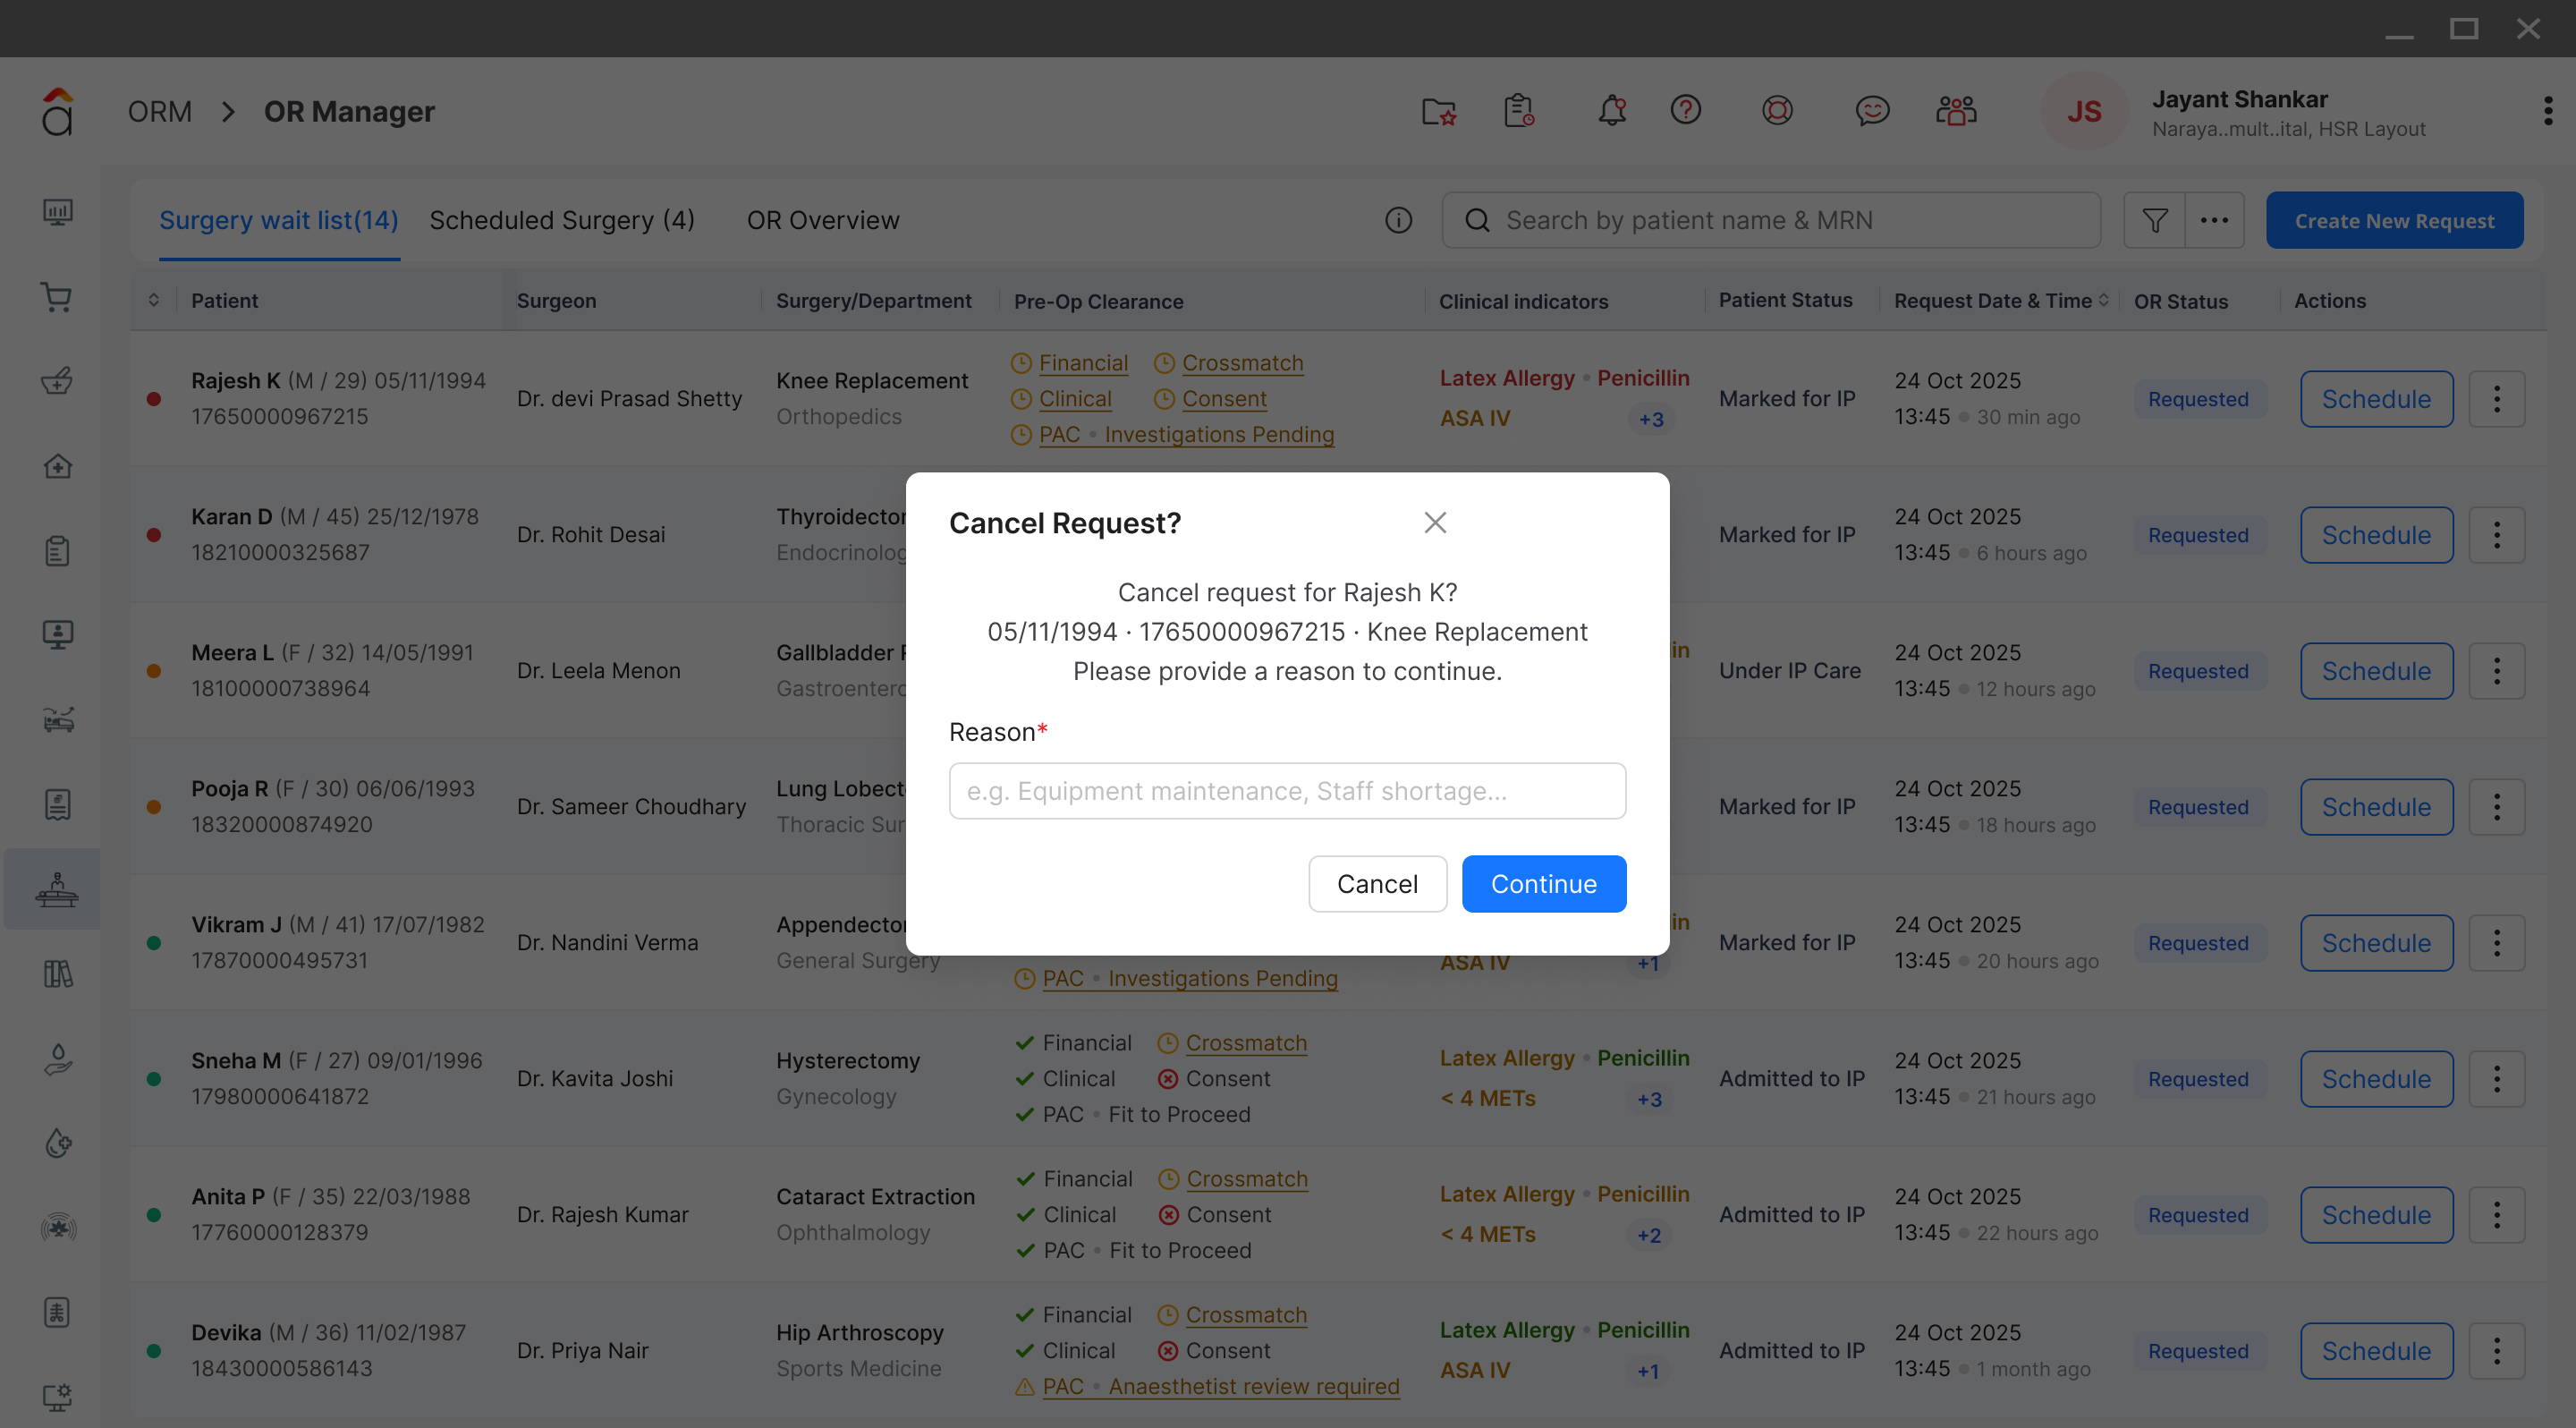 ORM > OR Manager
JS
Jayant Shankar
Naraya..mult..ital, HSR Layout
Surgery wait list(14) Scheduled Surgery (4) OR Overview
Search by patient name & MRN
Create New Request
Patient Surgeon Surgery/Department Pre-Op Clearance Clinical indicators Patient Status Request Date & Time OR Status Actions
Rajesh K (M / 29) 05/11/1994
17650000967215
Dr. devi Prasad Shetty
Knee Replacement
Orthopedics
Financial Crossmatch
Clinical Consent
PAC • Investigations Pending
Latex Allergy • Penicillin
ASA IV +3
Marked for IP
24 Oct 2025
13:45 • 30 min ago
Requested
Schedule
Karan D (M / 45) 25/12/1978
18210000325687
Dr. Rohit Desai
Marked for IP
24 Oct 2025
13:45 • 6 hours ago
Requested
Schedule
Meera L (F / 32) 14/05/1991
18100000738964
Dr. Leela Menon
Gallbladder
Under IP Care
24 Oct 2025
13:45 • 12 hours ago
Requested
Schedule
Pooja R (F / 30) 06/06/1993
18320000874920
Dr. Sameer Choudhary
Lung
Thoracic
Marked for IP
24 Oct 2025
13:45 • 18 hours ago
Requested
Schedule
Vikram J (M / 41) 17/07/1982
17870000495731
Dr. Nandini Verma
General Surgery
PAC • Investigations Pending
ASA IV +1
Marked for IP
24 Oct 2025
13:45 • 20 hours ago
Requested
Schedule
Sneha M (F / 27) 09/01/1996
17980000641872
Dr. Kavita Joshi
Hysterectomy
Gynecology
Financial Crossmatch
Clinical Consent
PAC • Fit to Proceed
Latex Allergy • Penicillin
< 4 METs +3
Admitted to IP
24 Oct 2025
13:45 • 21 hours ago
Requested
Schedule
Anita P (F / 35) 22/03/1988
17760000128379
Dr. Rajesh Kumar
Cataract Extraction
Ophthalmology
Financial Crossmatch
Clinical Consent
PAC • Fit to Proceed
Latex Allergy • Penicillin
< 4 METs +2
Admitted to IP
24 Oct 2025
13:45 • 22 hours ago
Requested
Schedule
Devika (M / 36) 11/02/1987
18430000586143
Dr. Priya Nair
Hip Arthroscopy
Sports Medicine
Financial Crossmatch
Clinical Consent
PAC • Anaesthetist review required
Latex Allergy • Penicillin
ASA IV +1
Admitted to IP
24 Oct 2025
13:45 • 1 month ago
Requested
Schedule
Cancel Request?
Cancel request for Rajesh K?
05/11/1994 · 17650000967215 · Knee Replacement
Please provide a reason to continue.
Reason*
e.g. Equipment maintenance, Staff shortage...
Cancel Continue